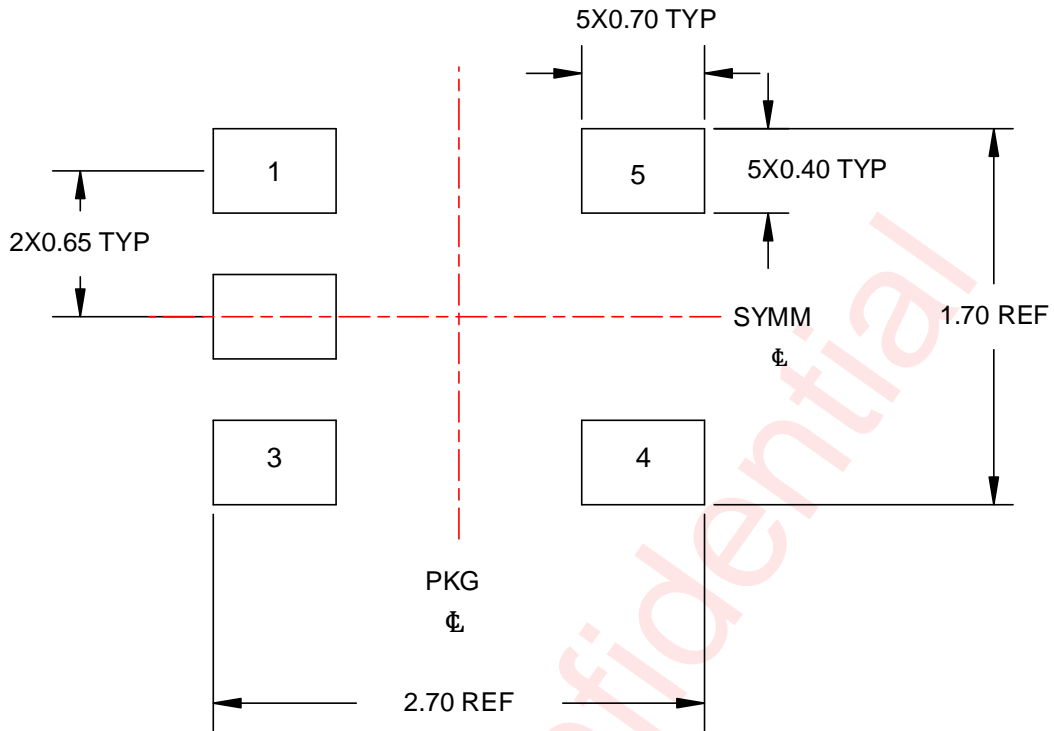 5X0.70 TYP
1
5
5X0.40 TYP
2X0.65 TYP
SYMM
℄
1.70 REF
3
4
PKG
℄
2.70 REF